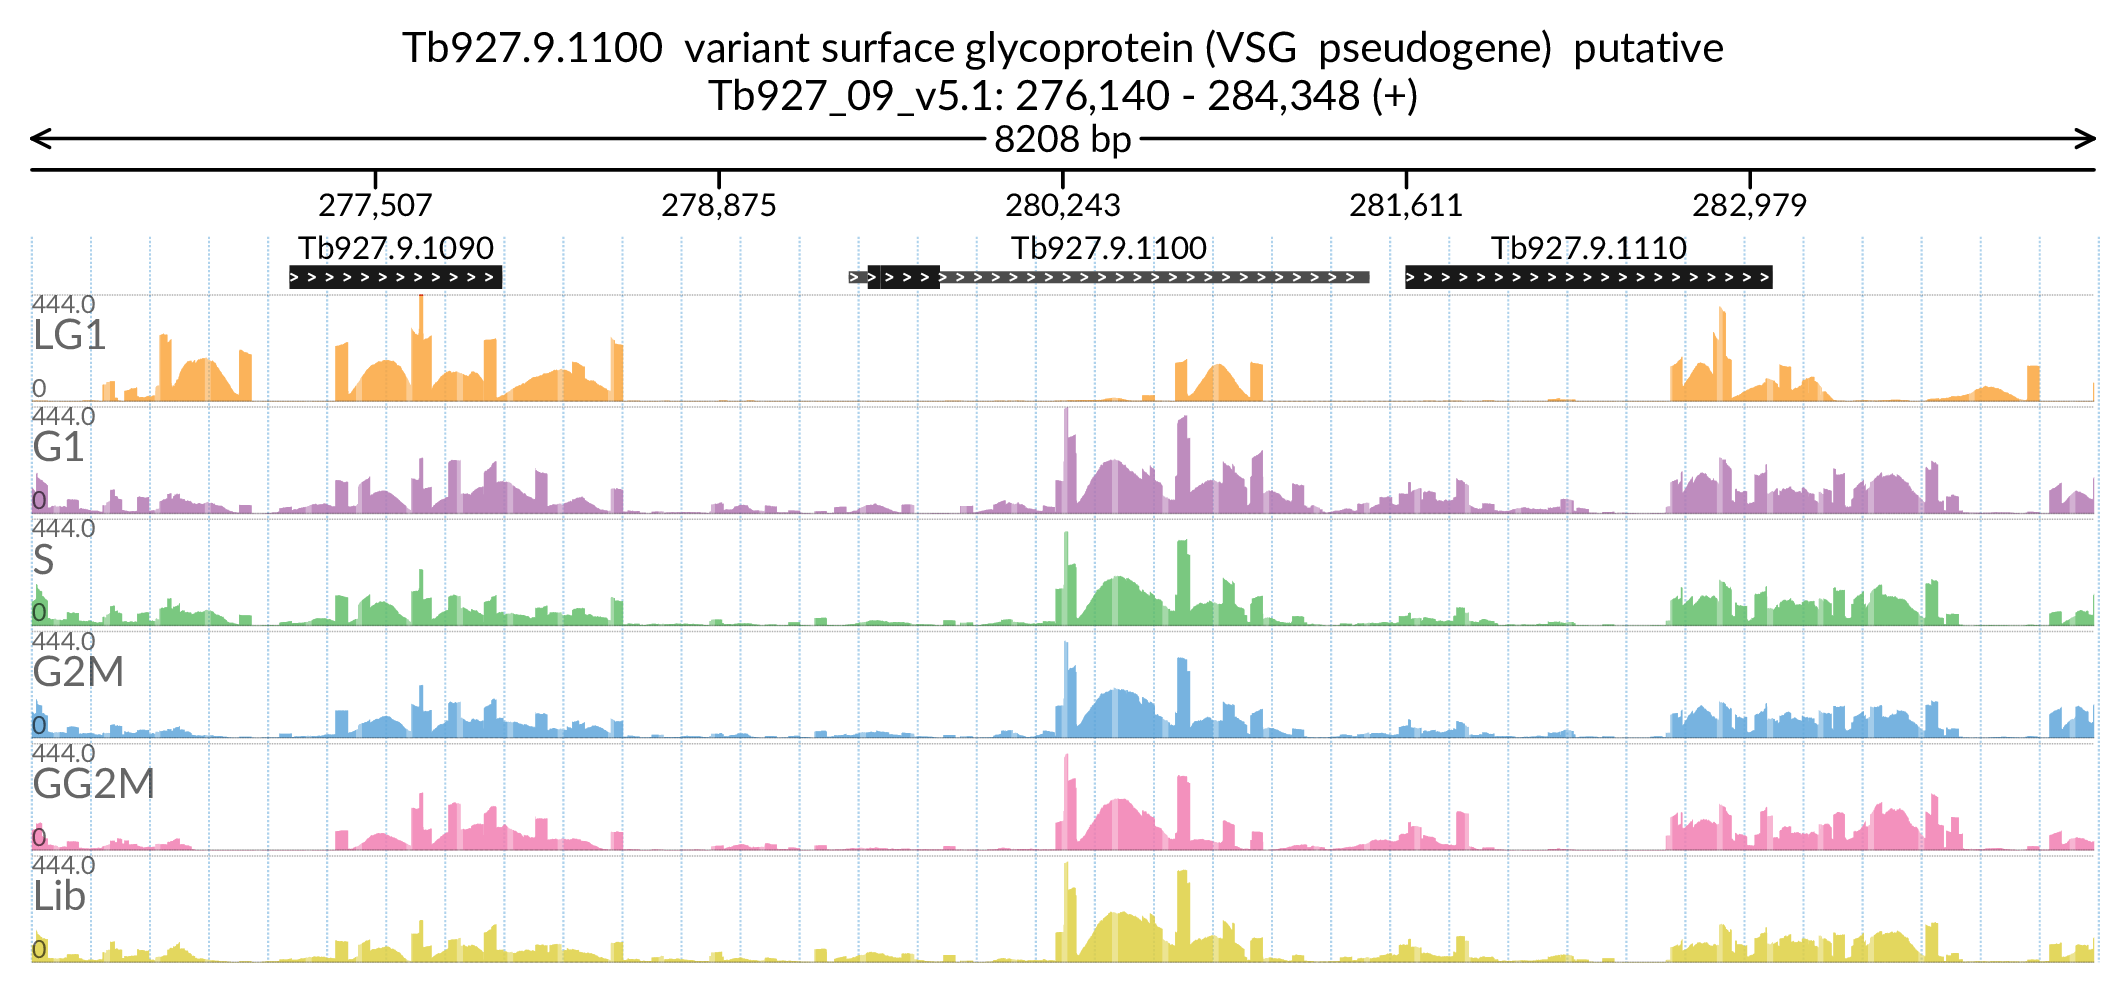 Tb927.9.1100 variant surface glycoprotein (VSG pseudogene) putative
Tb927_09_v5.1: 276,140 - 284,348 (+)
8208 bp
277,507 278,875 280,243 281,611 282,979
Tb927.9.1090 Tb927.9.1100 Tb927.9.1110
444.0
LG1
0
444.0
G1
0
444.0
S
0
444.0
G2M
0
444.0
GG2M
0
444.0
Lib
0